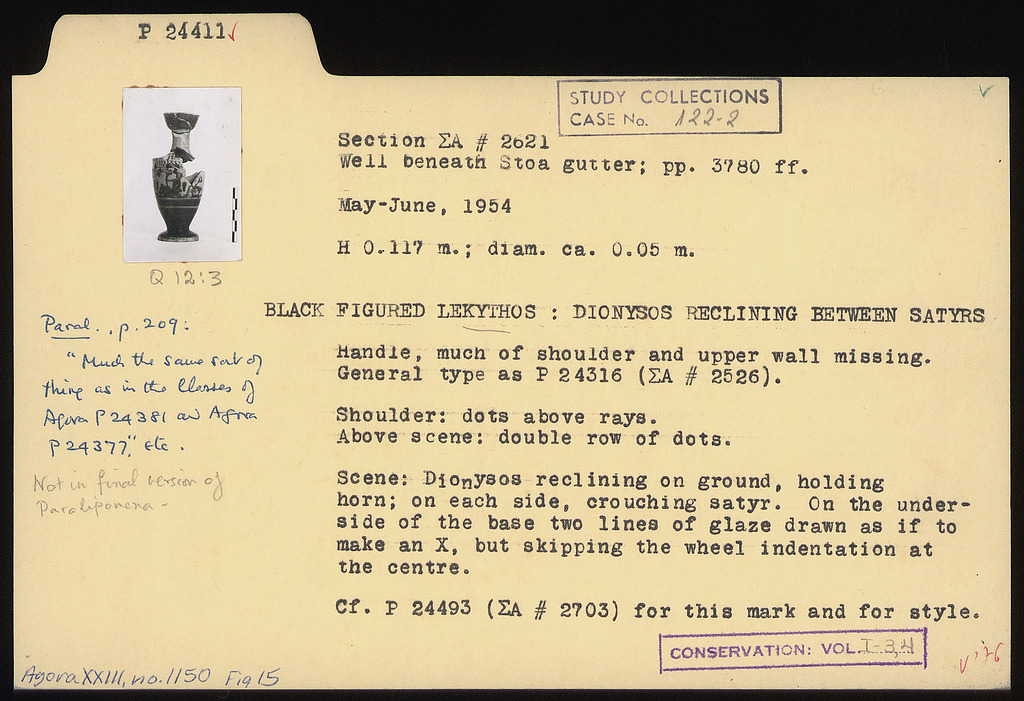 P 24411 ✓
STUDY COLLECTIONS
CASE No. 122-2
Section ΣA # 2621
Well beneath Stoa gutter; pp. 3780 ff.
May-June, 1954
H 0.117 m.; diam. ca. 0.05 m.
Q 12:3
BLACK FIGURED LEKYTHOS : DIONYSOS RECLINING BETWEEN SATYRS
Handle, much of shoulder and upper wall missing.
General type as P 24316 (ΣA # 2526).
Shoulder: dots above rays.
Above scene: double row of dots.
Scene: Dionysos reclining on ground, holding
horn; on each side, crouching satyr. On the under-
side of the base two lines of glaze drawn as if to
make an X, but skipping the wheel indentation at
the centre.
Cf. P 24493 (ΣA # 2703) for this mark and for style.
Paral., p. 209:
"Much the same sort of
thing as in the Classes of
Agora P 24381 and Agora
P 24377," etc.
Not in final version of
Paralipomena -
CONSERVATION: VOL. I-34
✓ '76
Agora XXIII, no. 1150 Fig 15